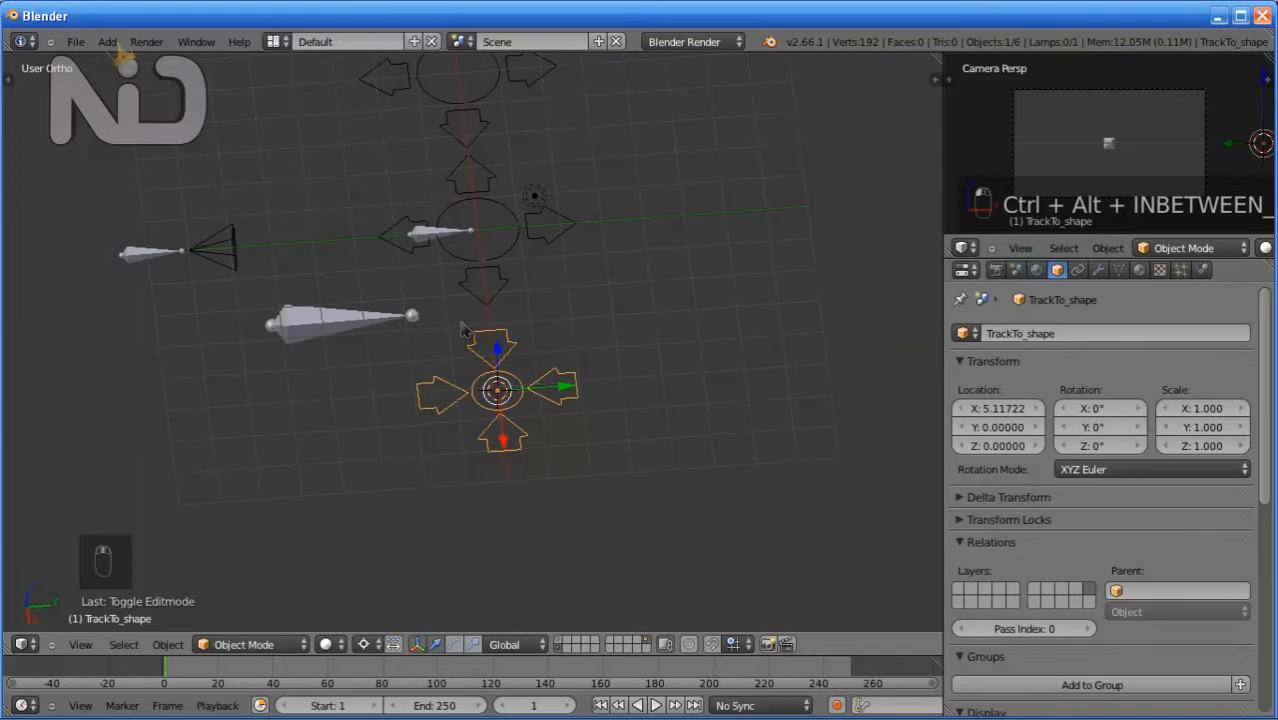 Blender
File Add Render Window Help Default Scene Blender Render v2.66.1 | Verts:192 | Faces:0 | Tris:0 | Objects:1/6 | Lamps:0/1 | Mem:12.05M (0.11M) | TrackTo_shape
User Ortho
ND
Camera Persp
Ctrl + Alt + INBETWEEN_
(1) TrackTo_shape
View Select Object Object Mode
TrackTo_shape
TrackTo_shape
Transform
Location: Rotation: Scale:
X: 5.11722 X: 0° X: 1.000
Y: 0.00000 Y: 0° Y: 1.000
Z: 0.00000 Z: 0° Z: 1.000
Rotation Mode: XYZ Euler
Delta Transform
Transform Locks
Relations
Layers: Parent:
Object
Pass Index: 0
Groups
Add to Group
Display
Last: Toggle Editmode
(1) TrackTo_shape
View Select Object Object Mode Global
-40 -20 0 20 40 60 80 100 120 140 160 180 200 220 240 260
View Marker Frame Playback Start: 1 End: 250 1 No Sync